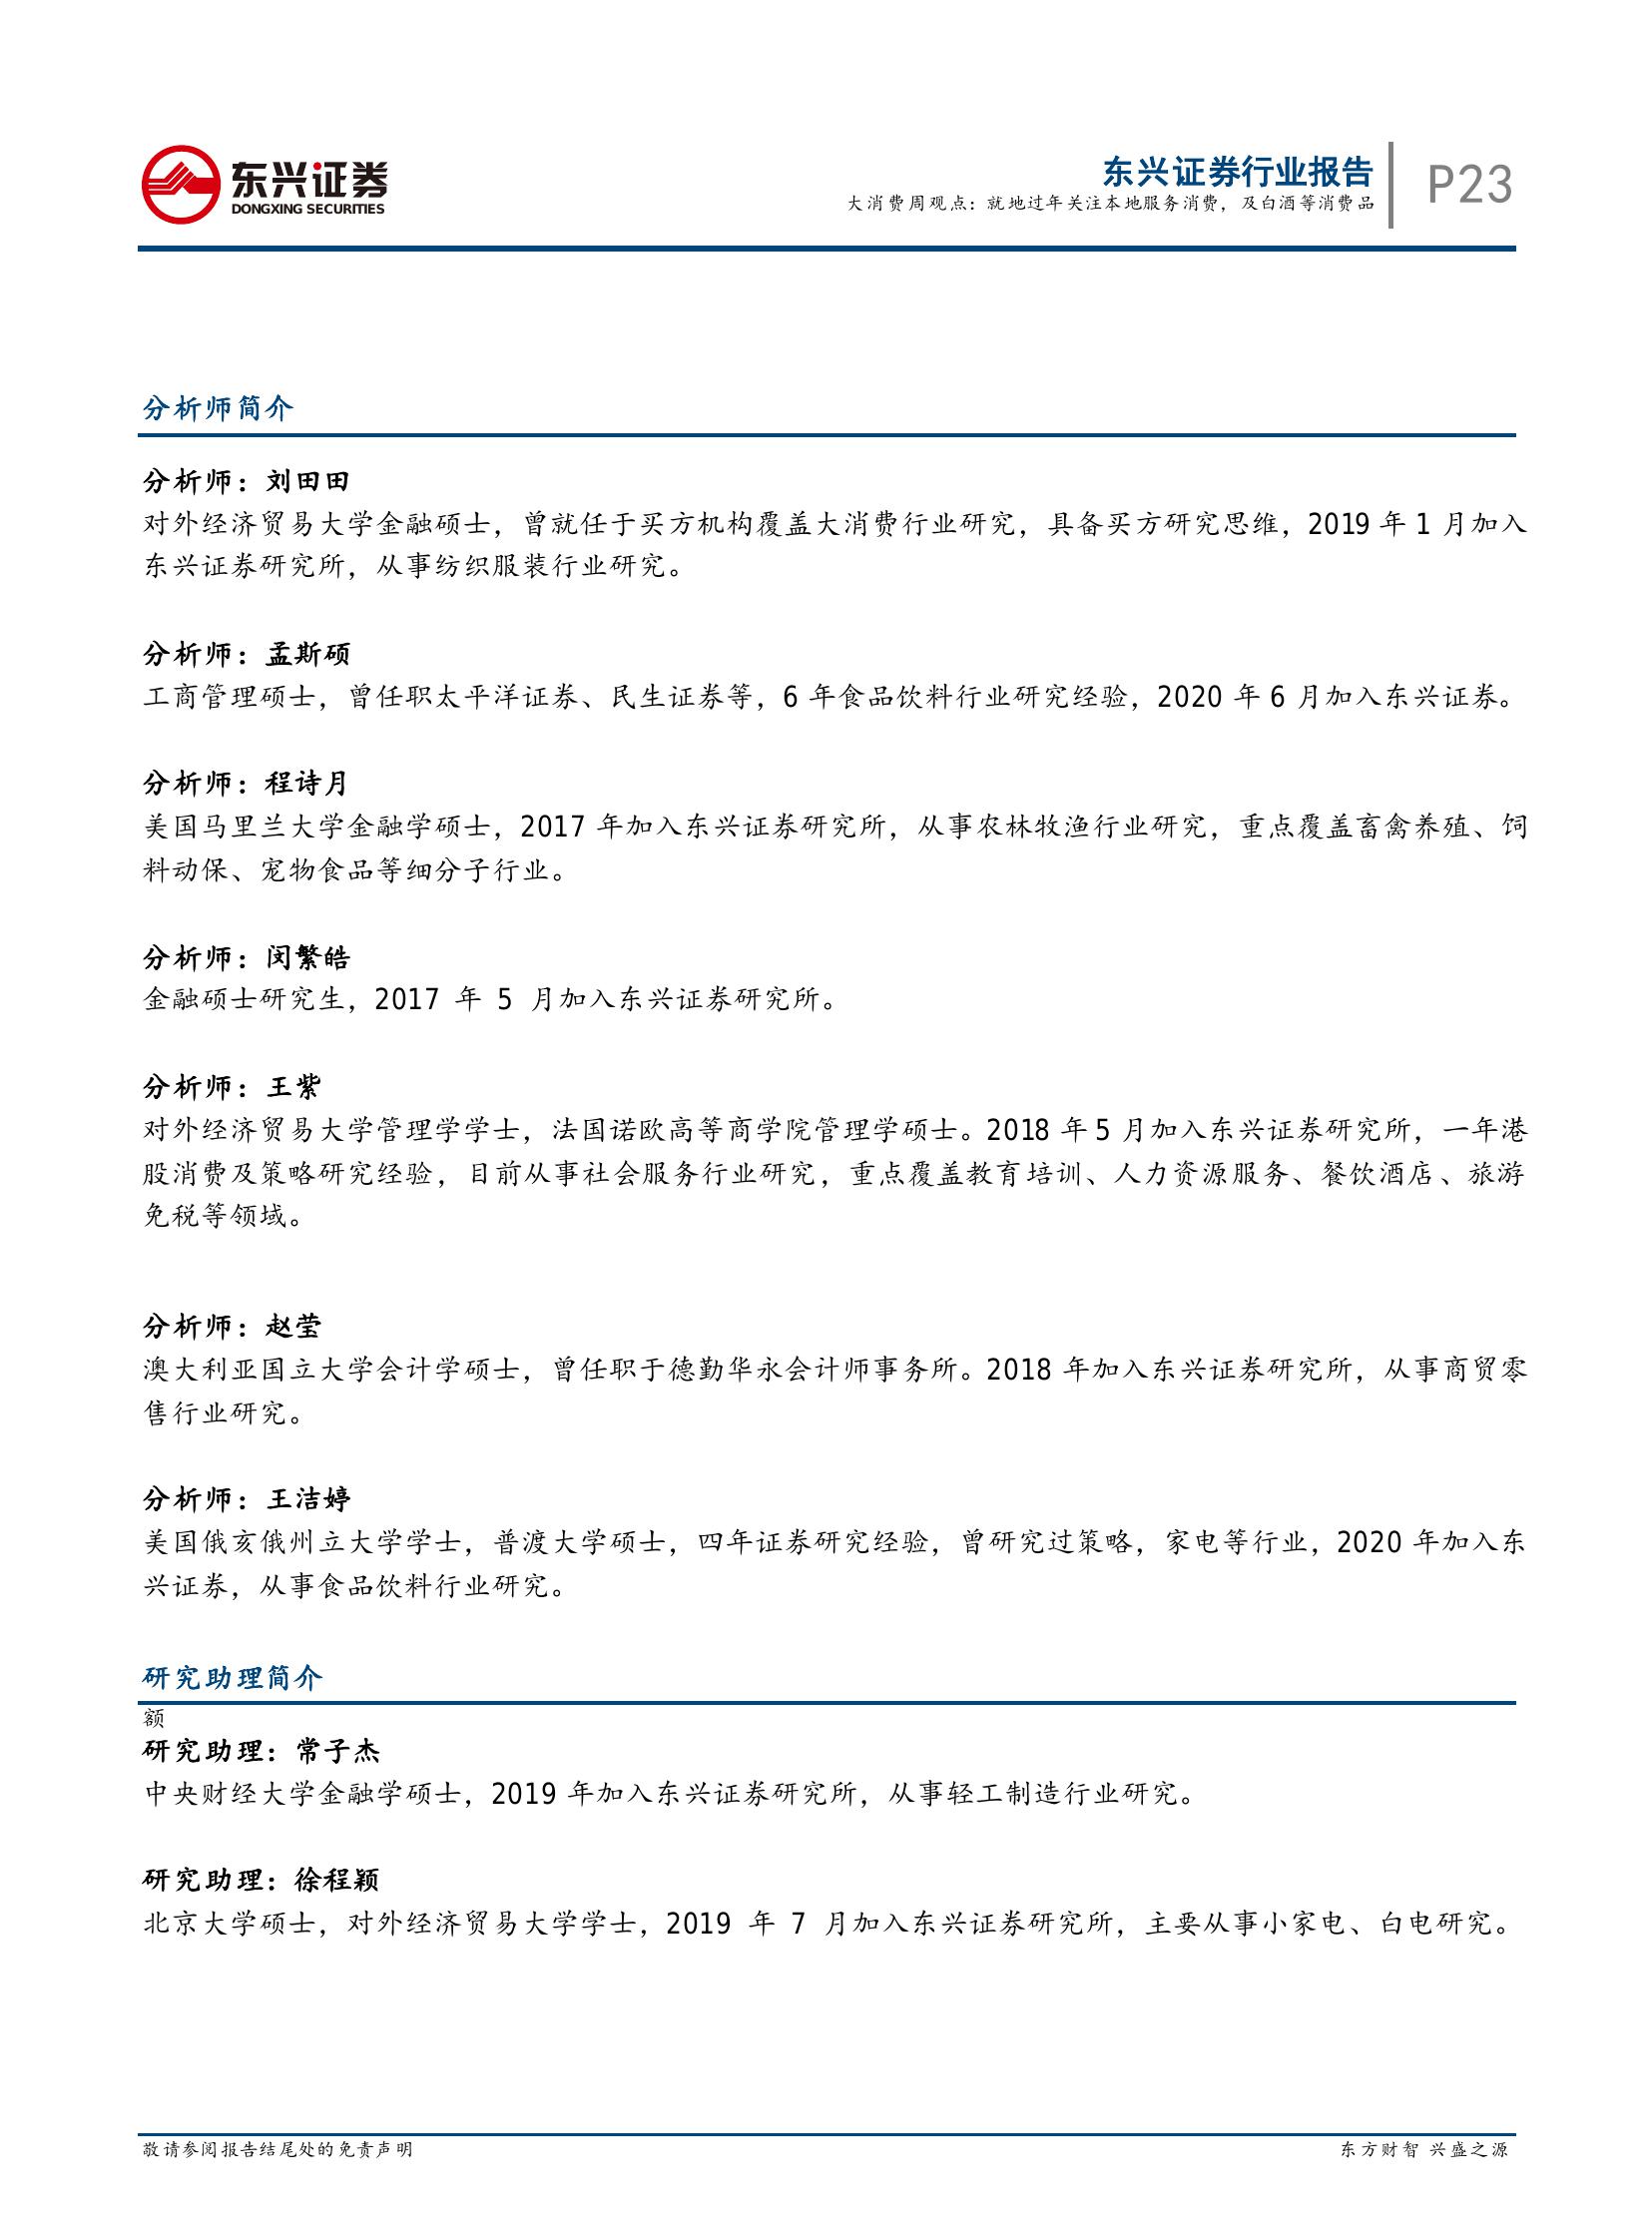 东兴证券
DONGXING SECURITIES
东兴证券行业报告
大消费周观点：就地过年关注本地服务消费，及白酒等消费品
P23
分析师简介
分析师：刘田田
对外经济贸易大学金融硕士，曾就任于买方机构覆盖大消费行业研究，具备买方研究思维，2019 年 1 月加入
东兴证券研究所，从事纺织服装行业研究。
分析师：孟斯硕
工商管理硕士，曾任职太平洋证券、民生证券等，6 年食品饮料行业研究经验，2020 年 6 月加入东兴证券。
分析师：程诗月
美国马里兰大学金融学硕士，2017 年加入东兴证券研究所，从事农林牧渔行业研究，重点覆盖畜禽养殖、饲
料动保、宠物食品等细分子行业。
分析师：闵繁皓
金融硕士研究生，2017 年 5 月加入东兴证券研究所。
分析师：王紫
对外经济贸易大学管理学学士，法国诺欧高等商学院管理学硕士。2018 年 5 月加入东兴证券研究所，一年港
股消费及策略研究经验，目前从事社会服务行业研究，重点覆盖教育培训、人力资源服务、餐饮酒店、旅游
免税等领域。
分析师：赵莹
澳大利亚国立大学会计学硕士，曾任职于德勤华永会计师事务所。2018 年加入东兴证券研究所，从事商贸零
售行业研究。
分析师：王洁婷
美国俄亥俄州立大学学士，普渡大学硕士，四年证券研究经验，曾研究过策略，家电等行业，2020 年加入东
兴证券，从事食品饮料行业研究。
研究助理简介
额
研究助理：常子杰
中央财经大学金融学硕士，2019 年加入东兴证券研究所，从事轻工制造行业研究。
研究助理：徐程颖
北京大学硕士，对外经济贸易大学学士，2019 年 7 月加入东兴证券研究所，主要从事小家电、白电研究。
敬请参阅报告结尾处的免责声明
东方财智 兴盛之源